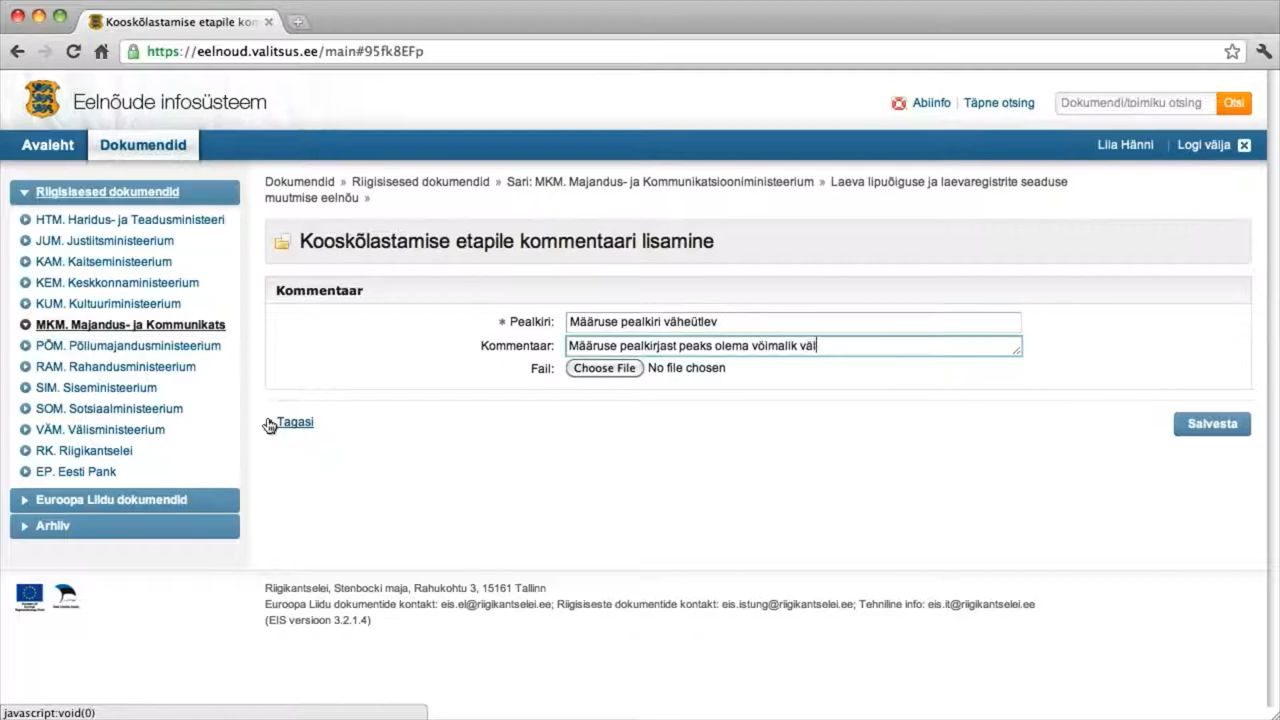 Kooskõlastamise etapile kon
https://eelnoud.valitsus.ee/main#95fk8EFp
Eelnõude infosüsteem
Abiinfo | Täpne otsing
Dokumendi/toimiku otsing
Otsi
Avaleht
Dokumendid
Liia Hänni | Logi välja
Riigisisesed dokumendid
HTM. Haridus- ja Teadusministeeri
JUM. Justiitsministeerium
KAM. Kaitseministeerium
KEM. Keskkonnaministeerium
KUM. Kultuuriministeerium
MKM. Majandus- ja Kommunikats
PÕM. Põllumajandusministeerium
RAM. Rahandusministeerium
SIM. Siseministeerium
SOM. Sotsiaalministeerium
VÄM. Välisministeerium
RK. Riigikantselei
EP. Eesti Pank
Euroopa Liidu dokumendid
Arhiiv
Dokumendid » Riigisisesed dokumendid » Sari: MKM. Majandus- ja Kommunikatsiooniministeerium » Laeva lipuõiguse ja laevaregistrite seaduse
muutmise eelnõu »
Kooskõlastamise etapile kommentaari lisamine
Kommentaar
* Pealkiri: Määruse pealkiri väheütlev
Kommentaar: Määruse pealkirjast peaks olema võimalik väl
Fail: Choose File No file chosen
Tagasi
Salvesta
Riigikantselei, Stenbocki maja, Rahukohtu 3, 15161 Tallinn
Euroopa Liidu dokumentide kontakt: eis.el@riigikantselei.ee; Riigisiseste dokumentide kontakt: eis.istung@riigikantselei.ee; Tehniline info: eis.it@riigikantselei.ee
(EIS versioon 3.2.1.4)
javascript:void(0)